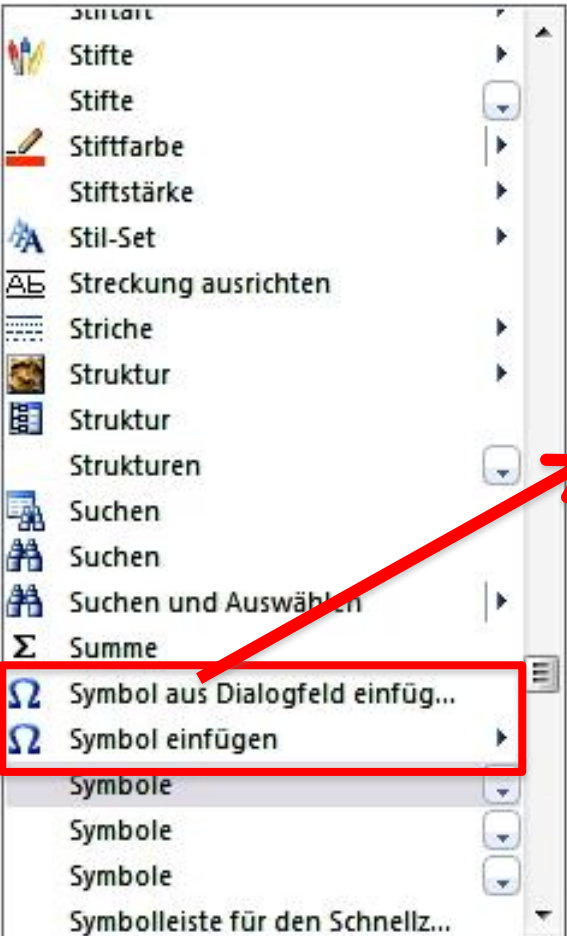 Stiftart
Stifte
Stifte
Stiftfarbe
Stiftstärke
Stil-Set
Streckung ausrichten
Striche
Struktur
Struktur
Strukturen
Suchen
Suchen
Suchen und Auswählen
Σ Summe
Ω Symbol aus Dialogfeld einfüg...
Ω Symbol einfügen
Symbole
Symbole
Symbole
Symbolleiste für den Schnellz...